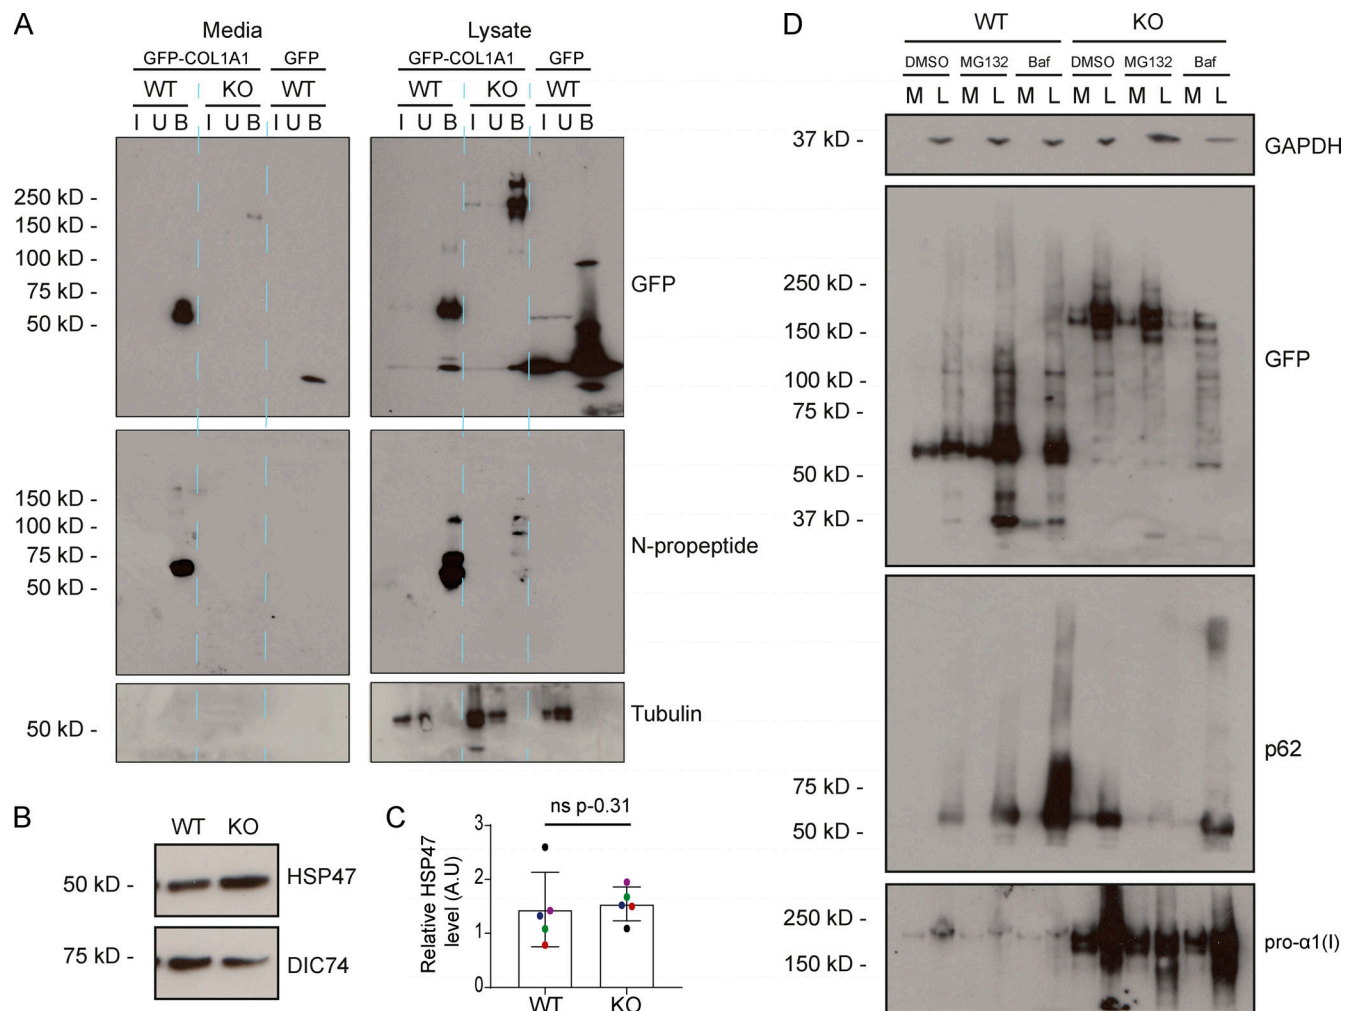 A
Media
Lysate
GFP-COL1A1 GFP
GFP-COL1A1 GFP
WT KO WT
WT KO WT
I U B I U B I U B
I U B I U B I U B
250 kD -
150 kD -
100 kD -
75 kD -
50 kD -
GFP
150 kD -
100 kD -
75 kD -
50 kD -
N-propeptide
50 kD -
Tubulin
B
WT KO
50 kD -
HSP47
75 kD -
DIC74
C
ns p-0.31
Relative HSP47
level (A.U)
3
2
1
0
WT KO
D
WT KO
DMSO MG132 Baf DMSO MG132 Baf
M L M L M L M L M L M L
37 kD -
GAPDH
250 kD -
150 kD -
100 kD -
75 kD -
50 kD -
37 kD -
GFP
75 kD -
50 kD -
p62
250 kD -
150 kD -
pro-α1(I)